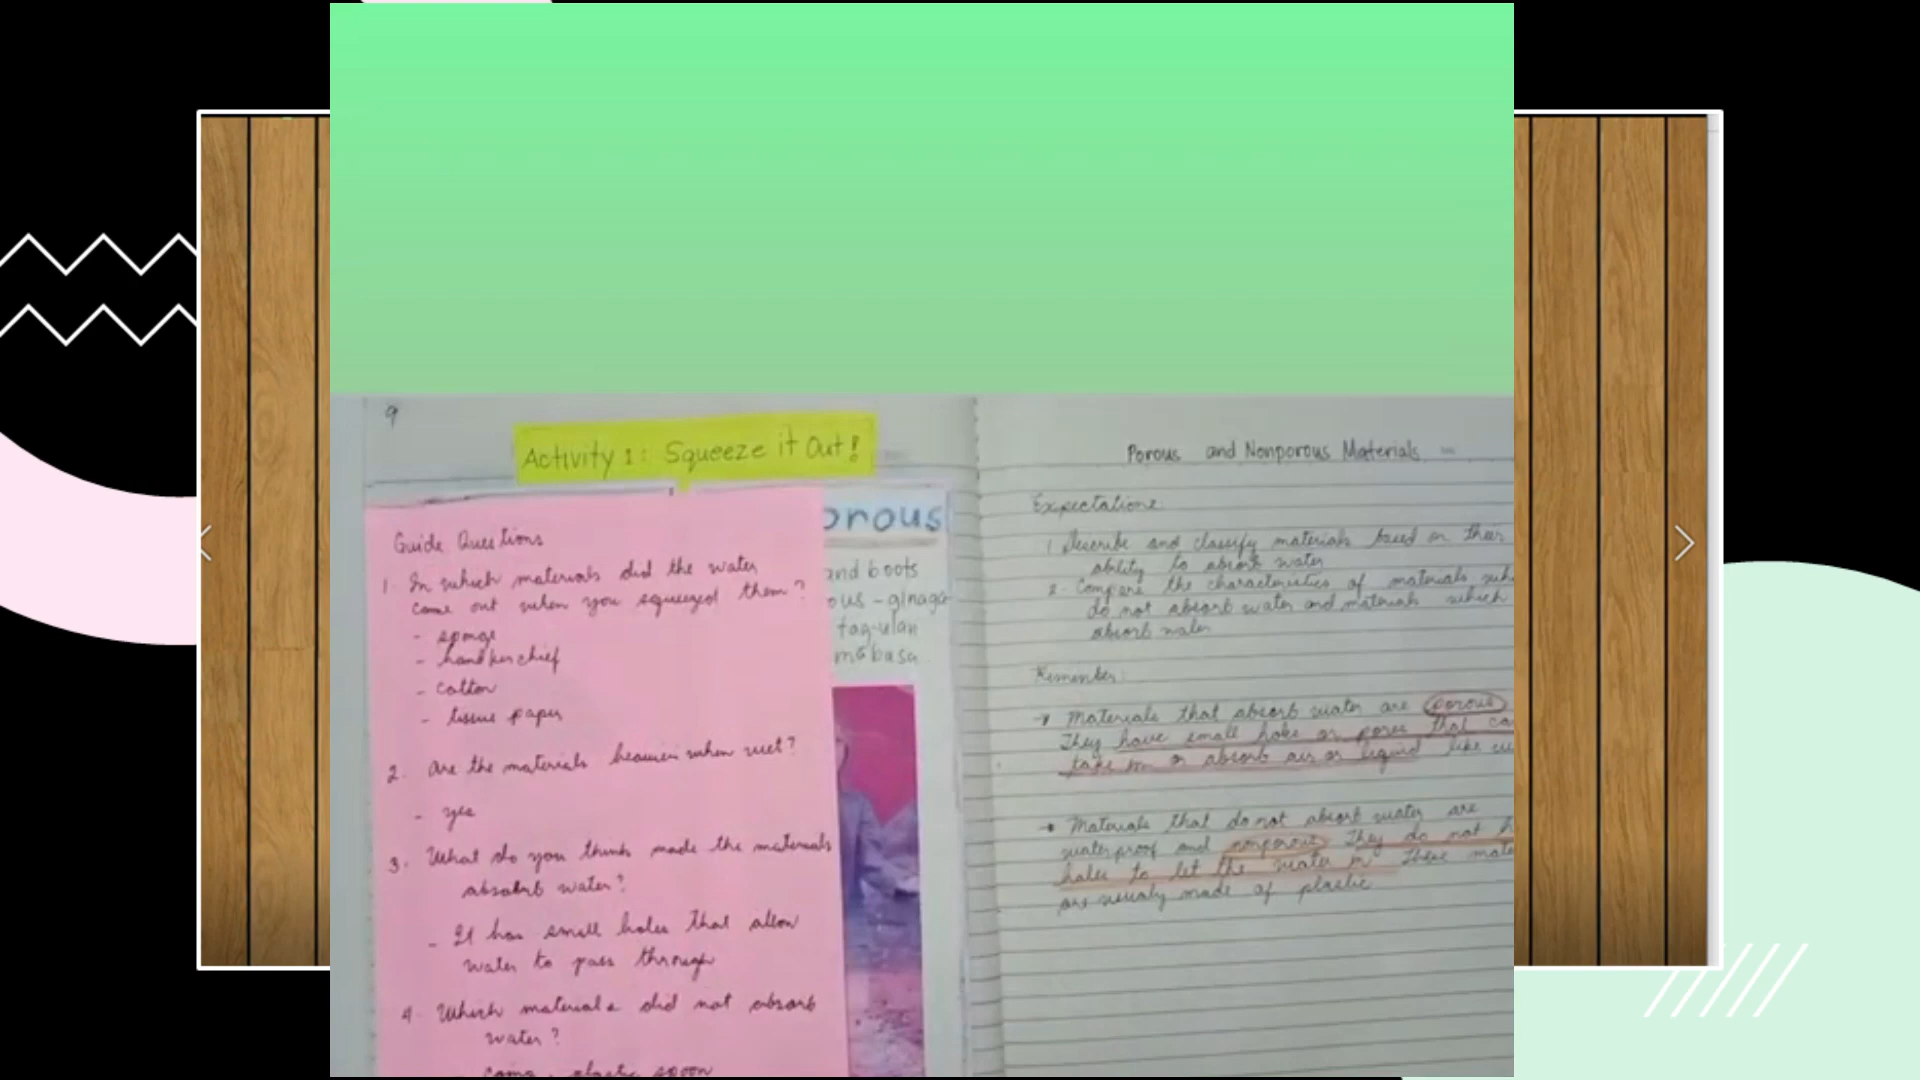 9
Activity 1: Squeeze it Out!
Guide Questions
1. In which materials did the water
come out when you squeezed them?
- sponge
- handkerchief
- cotton
- tissue paper
2. Are the materials heavier when wet?
- yes
3. What do you think made the materials
absorb water?
- It has small holes that allow
water to pass through
4. Which materials did not absorb
water?
plastic spoon
orous
and boots
ous - ginaga
tag-ulan
mabasa
Porous and Nonporous Materials
Expectations
1. Describe and classify materials based on their
ability to absorb water
2. Compare the characteristics of materials
do not absorb water and materials which
absorb water
Remember:
Materials that absorb water are porous
They have small holes or pores that ca
take in or absorb air or liquid like
Materials that do not absorb water are
waterproof and nonporous They do not h
holes to let the water in These mate
are usualy made of plastic